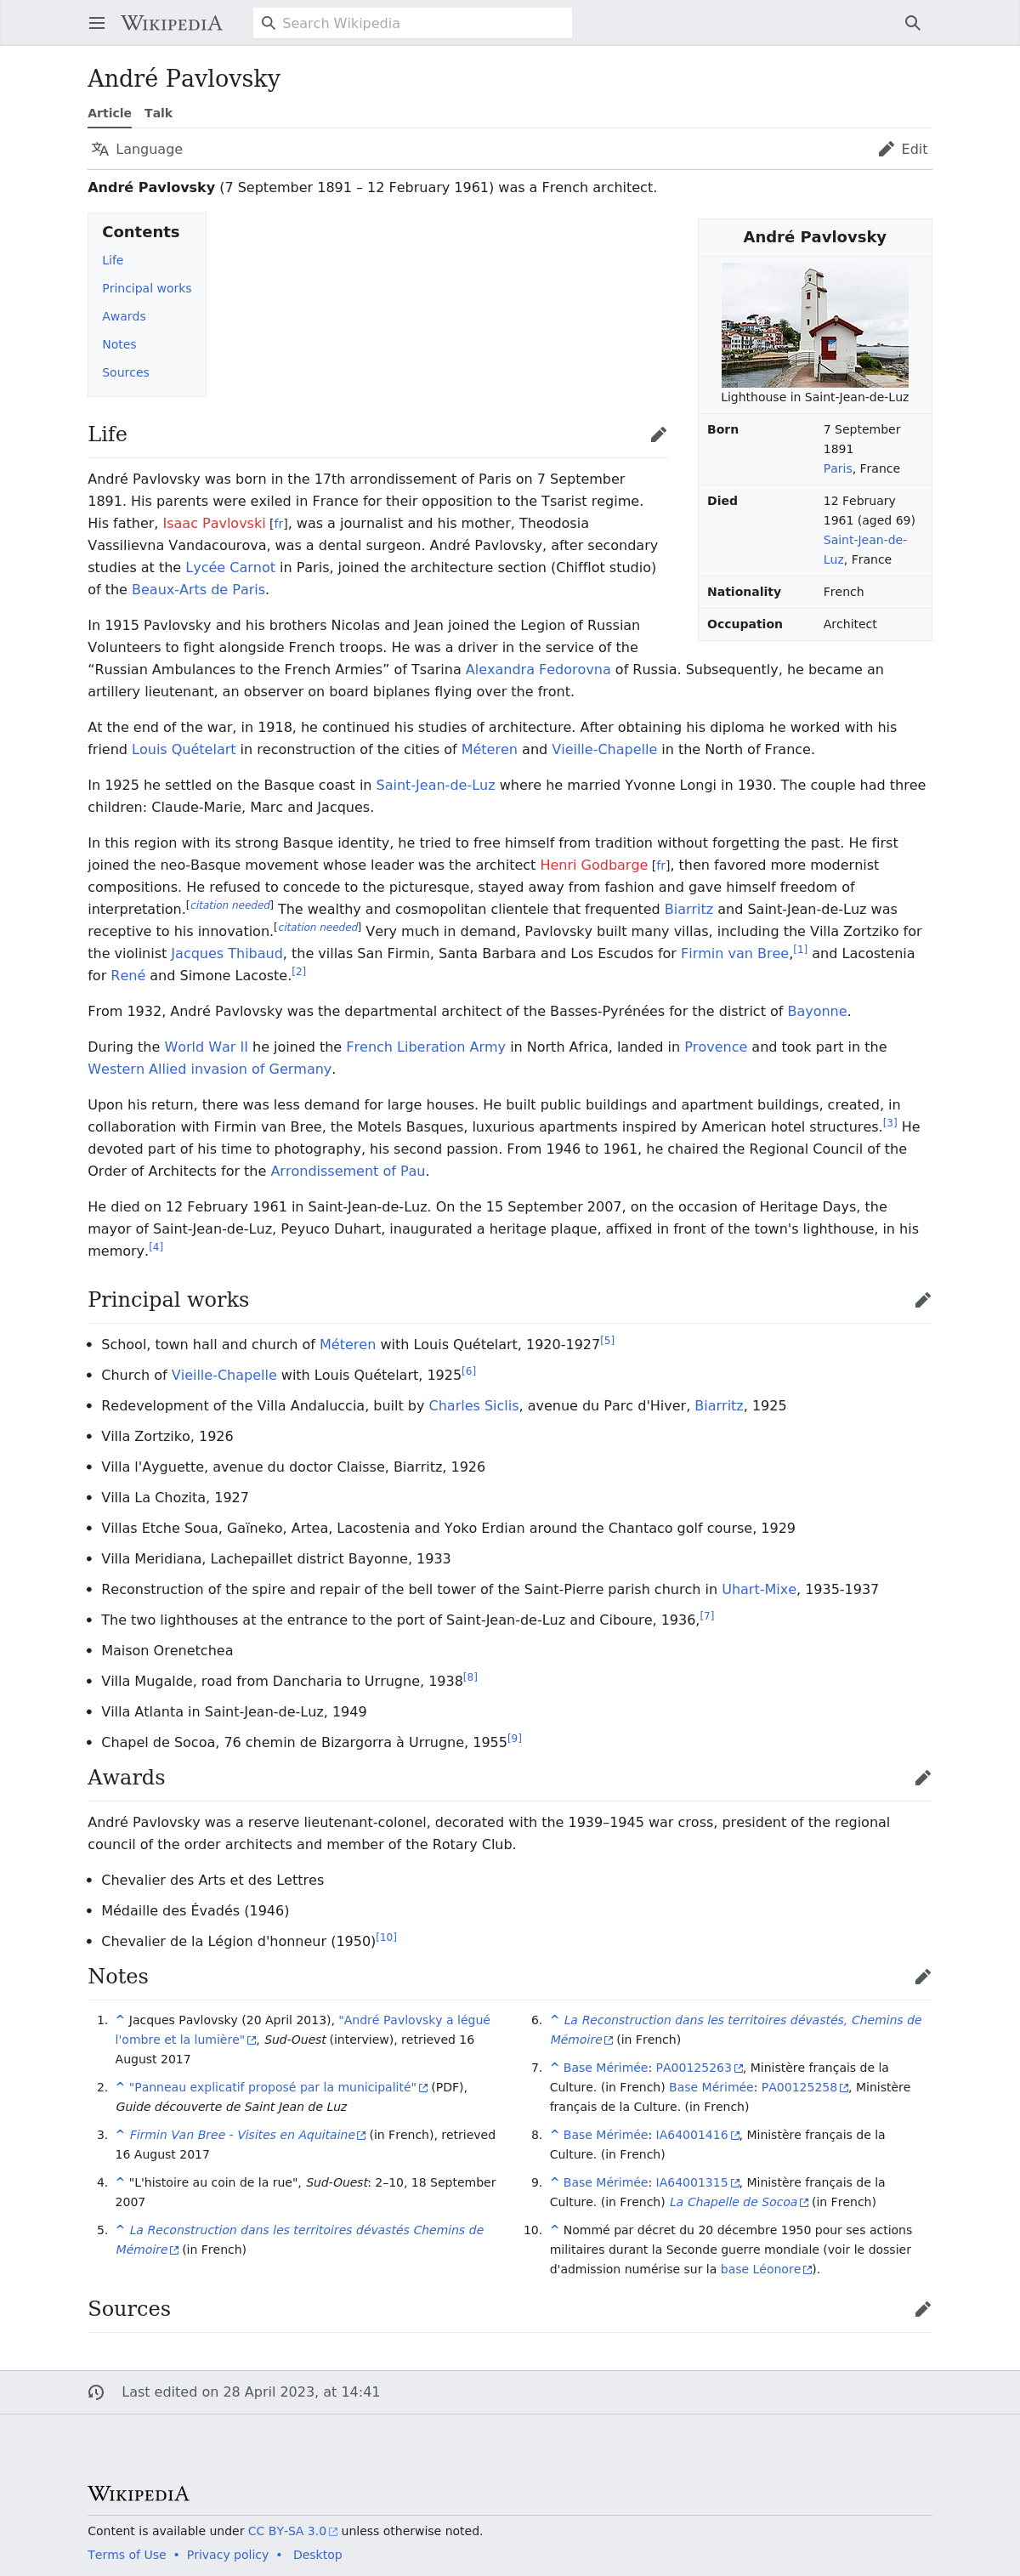 WIKIPEDIA
Search Wikipedia
André Pavlovsky
Article Talk
Language
Edit
André Pavlovsky (7 September 1891 – 12 February 1961) was a French architect.
Contents
Life
Principal works
Awards
Notes
Sources
André Pavlovsky
Lighthouse in Saint-Jean-de-Luz
Born 7 September
1891
Paris, France
Died 12 February
1961 (aged 69)
Saint-Jean-de-
Luz, France
Nationality French
Occupation Architect
Life
André Pavlovsky was born in the 17th arrondissement of Paris on 7 September
1891. His parents were exiled in France for their opposition to the Tsarist regime.
His father, Isaac Pavlovski [fr], was a journalist and his mother, Theodosia
Vassilievna Vandacourova, was a dental surgeon. André Pavlovsky, after secondary
studies at the Lycée Carnot in Paris, joined the architecture section (Chifflot studio)
of the Beaux-Arts de Paris.
In 1915 Pavlovsky and his brothers Nicolas and Jean joined the Legion of Russian
Volunteers to fight alongside French troops. He was a driver in the service of the
“Russian Ambulances to the French Armies” of Tsarina Alexandra Fedorovna of Russia. Subsequently, he became an
artillery lieutenant, an observer on board biplanes flying over the front.
At the end of the war, in 1918, he continued his studies of architecture. After obtaining his diploma he worked with his
friend Louis Quételart in reconstruction of the cities of Méteren and Vieille-Chapelle in the North of France.
In 1925 he settled on the Basque coast in Saint-Jean-de-Luz where he married Yvonne Longi in 1930. The couple had three
children: Claude-Marie, Marc and Jacques.
In this region with its strong Basque identity, he tried to free himself from tradition without forgetting the past. He first
joined the neo-Basque movement whose leader was the architect Henri Godbarge [fr], then favored more modernist
compositions. He refused to concede to the picturesque, stayed away from fashion and gave himself freedom of
interpretation.[citation needed] The wealthy and cosmopolitan clientele that frequented Biarritz and Saint-Jean-de-Luz was
receptive to his innovation.[citation needed] Very much in demand, Pavlovsky built many villas, including the Villa Zortziko for
the violinist Jacques Thibaud, the villas San Firmin, Santa Barbara and Los Escudos for Firmin van Bree,[1] and Lacostenia
for René and Simone Lacoste.[2]
From 1932, André Pavlovsky was the departmental architect of the Basses-Pyrénées for the district of Bayonne.
During the World War II he joined the French Liberation Army in North Africa, landed in Provence and took part in the
Western Allied invasion of Germany.
Upon his return, there was less demand for large houses. He built public buildings and apartment buildings, created, in
collaboration with Firmin van Bree, the Motels Basques, luxurious apartments inspired by American hotel structures.[3] He
devoted part of his time to photography, his second passion. From 1946 to 1961, he chaired the Regional Council of the
Order of Architects for the Arrondissement of Pau.
He died on 12 February 1961 in Saint-Jean-de-Luz. On the 15 September 2007, on the occasion of Heritage Days, the
mayor of Saint-Jean-de-Luz, Peyuco Duhart, inaugurated a heritage plaque, affixed in front of the town's lighthouse, in his
memory.[4]
Principal works
• School, town hall and church of Méteren with Louis Quételart, 1920-1927[5]
• Church of Vieille-Chapelle with Louis Quételart, 1925[6]
• Redevelopment of the Villa Andaluccia, built by Charles Siclis, avenue du Parc d'Hiver, Biarritz, 1925
• Villa Zortziko, 1926
• Villa l'Ayguette, avenue du doctor Claisse, Biarritz, 1926
• Villa La Chozita, 1927
• Villas Etche Soua, Gaïneko, Artea, Lacostenia and Yoko Erdian around the Chantaco golf course, 1929
• Villa Meridiana, Lachepaillet district Bayonne, 1933
• Reconstruction of the spire and repair of the bell tower of the Saint-Pierre parish church in Uhart-Mixe, 1935-1937
• The two lighthouses at the entrance to the port of Saint-Jean-de-Luz and Ciboure, 1936,[7]
• Maison Orenetchea
• Villa Mugalde, road from Dancharia to Urrugne, 1938[8]
• Villa Atlanta in Saint-Jean-de-Luz, 1949
• Chapel de Socoa, 76 chemin de Bizargorra à Urrugne, 1955[9]
Awards
André Pavlovsky was a reserve lieutenant-colonel, decorated with the 1939–1945 war cross, president of the regional
council of the order architects and member of the Rotary Club.
• Chevalier des Arts et des Lettres
• Médaille des Évadés (1946)
• Chevalier de la Légion d'honneur (1950)[10]
Notes
1. ^ Jacques Pavlovsky (20 April 2013), "André Pavlovsky a légué
l'ombre et la lumière", Sud-Ouest (interview), retrieved 16
August 2017
2. ^ "Panneau explicatif proposé par la municipalité" (PDF),
Guide découverte de Saint Jean de Luz
3. ^ Firmin Van Bree - Visites en Aquitaine (in French), retrieved
16 August 2017
4. ^ "L'histoire au coin de la rue", Sud-Ouest: 2–10, 18 September
2007
5. ^ La Reconstruction dans les territoires dévastés Chemins de
Mémoire (in French)
6. ^ La Reconstruction dans les territoires dévastés, Chemins de
Mémoire (in French)
7. ^ Base Mérimée: PA00125263, Ministère français de la
Culture. (in French) Base Mérimée: PA00125258, Ministère
français de la Culture. (in French)
8. ^ Base Mérimée: IA64001416, Ministère français de la
Culture. (in French)
9. ^ Base Mérimée: IA64001315, Ministère français de la
Culture. (in French) La Chapelle de Socoa (in French)
10. ^ Nommé par décret du 20 décembre 1950 pour ses actions
militaires durant la Seconde guerre mondiale (voir le dossier
d'admission numérise sur la base Léonore).
Sources
Last edited on 28 April 2023, at 14:41
WIKIPEDIA
Content is available under CC BY-SA 3.0 unless otherwise noted.
Terms of Use • Privacy policy • Desktop